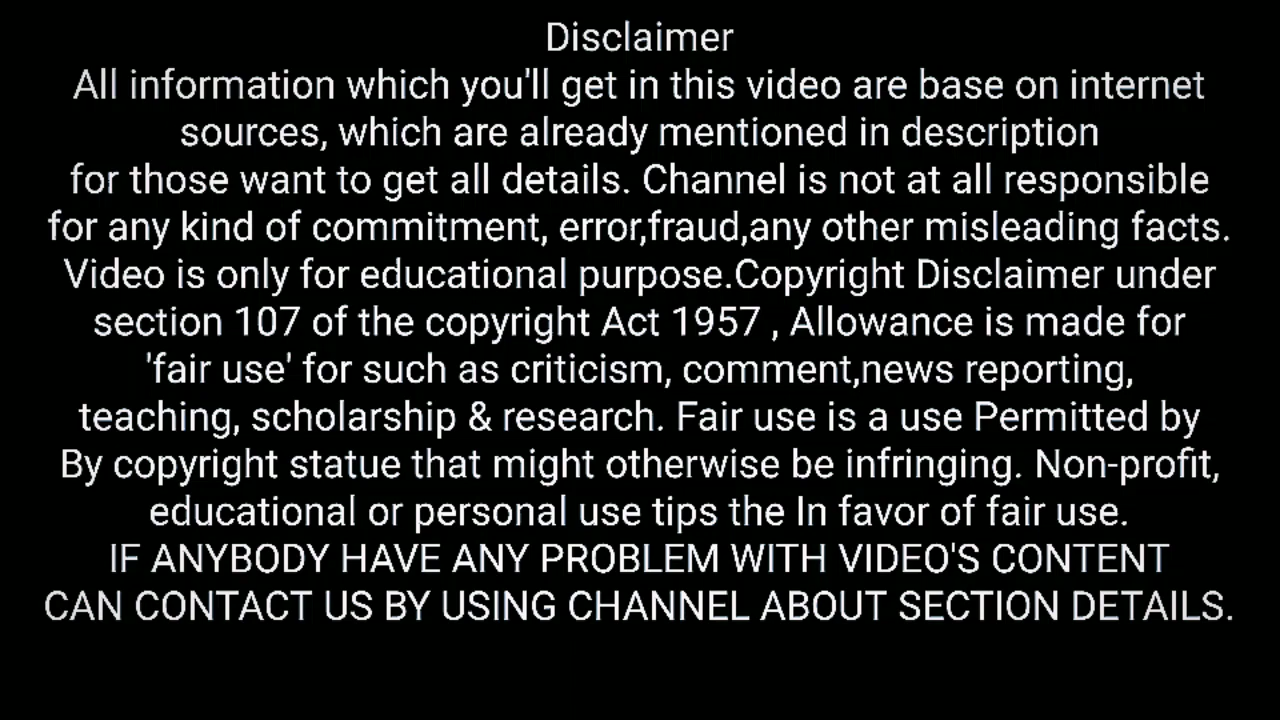 Disclaimer
All information which you'll get in this video are base on internet
sources, which are already mentioned in description
for those want to get all details. Channel is not at all responsible
for any kind of commitment, error,fraud,any other misleading facts.
Video is only for educational purpose.Copyright Disclaimer under
section 107 of the copyright Act 1957 , Allowance is made for
'fair use' for such as criticism, comment,news reporting,
teaching, scholarship & research. Fair use is a use Permitted by
By copyright statue that might otherwise be infringing. Non-profit,
educational or personal use tips the In favor of fair use.
IF ANYBODY HAVE ANY PROBLEM WITH VIDEO'S CONTENT
CAN CONTACT US BY USING CHANNEL ABOUT SECTION DETAILS.